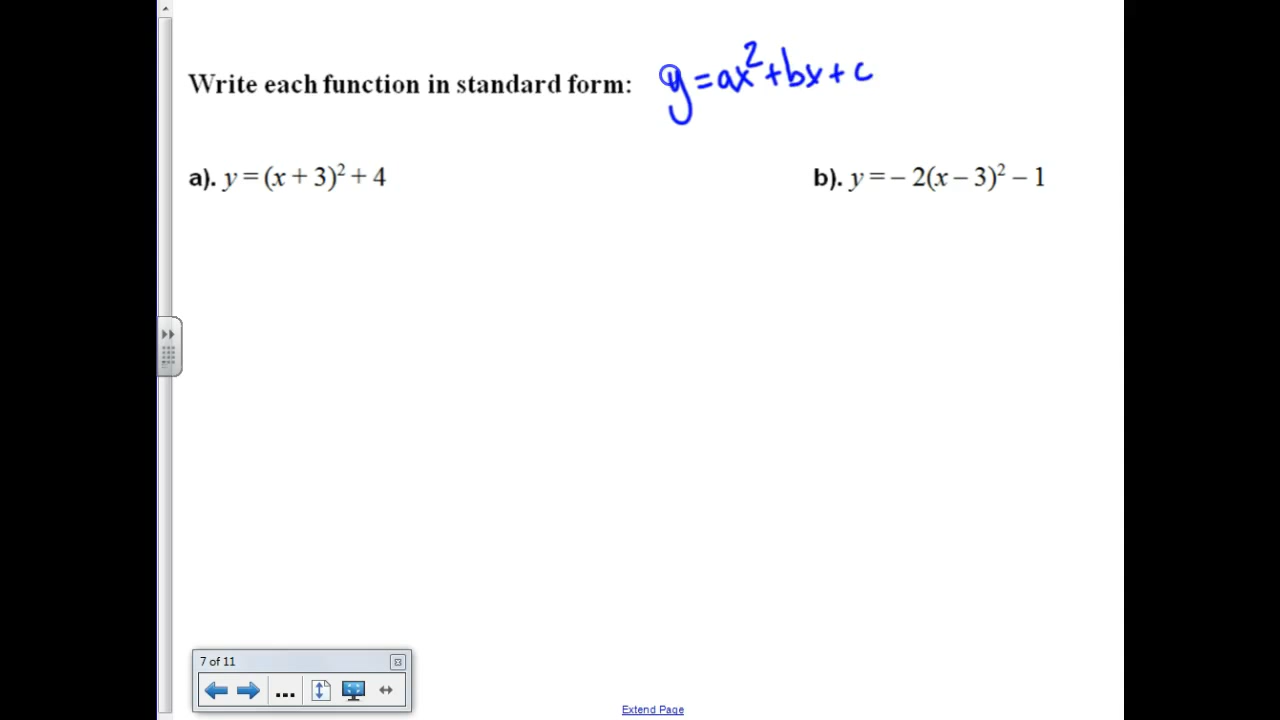 Write each function in standard form: y = ax² + bx + c
a). y = (x + 3)² + 4 b). y = – 2(x – 3)² – 1
7 of 11
...
Extend Page